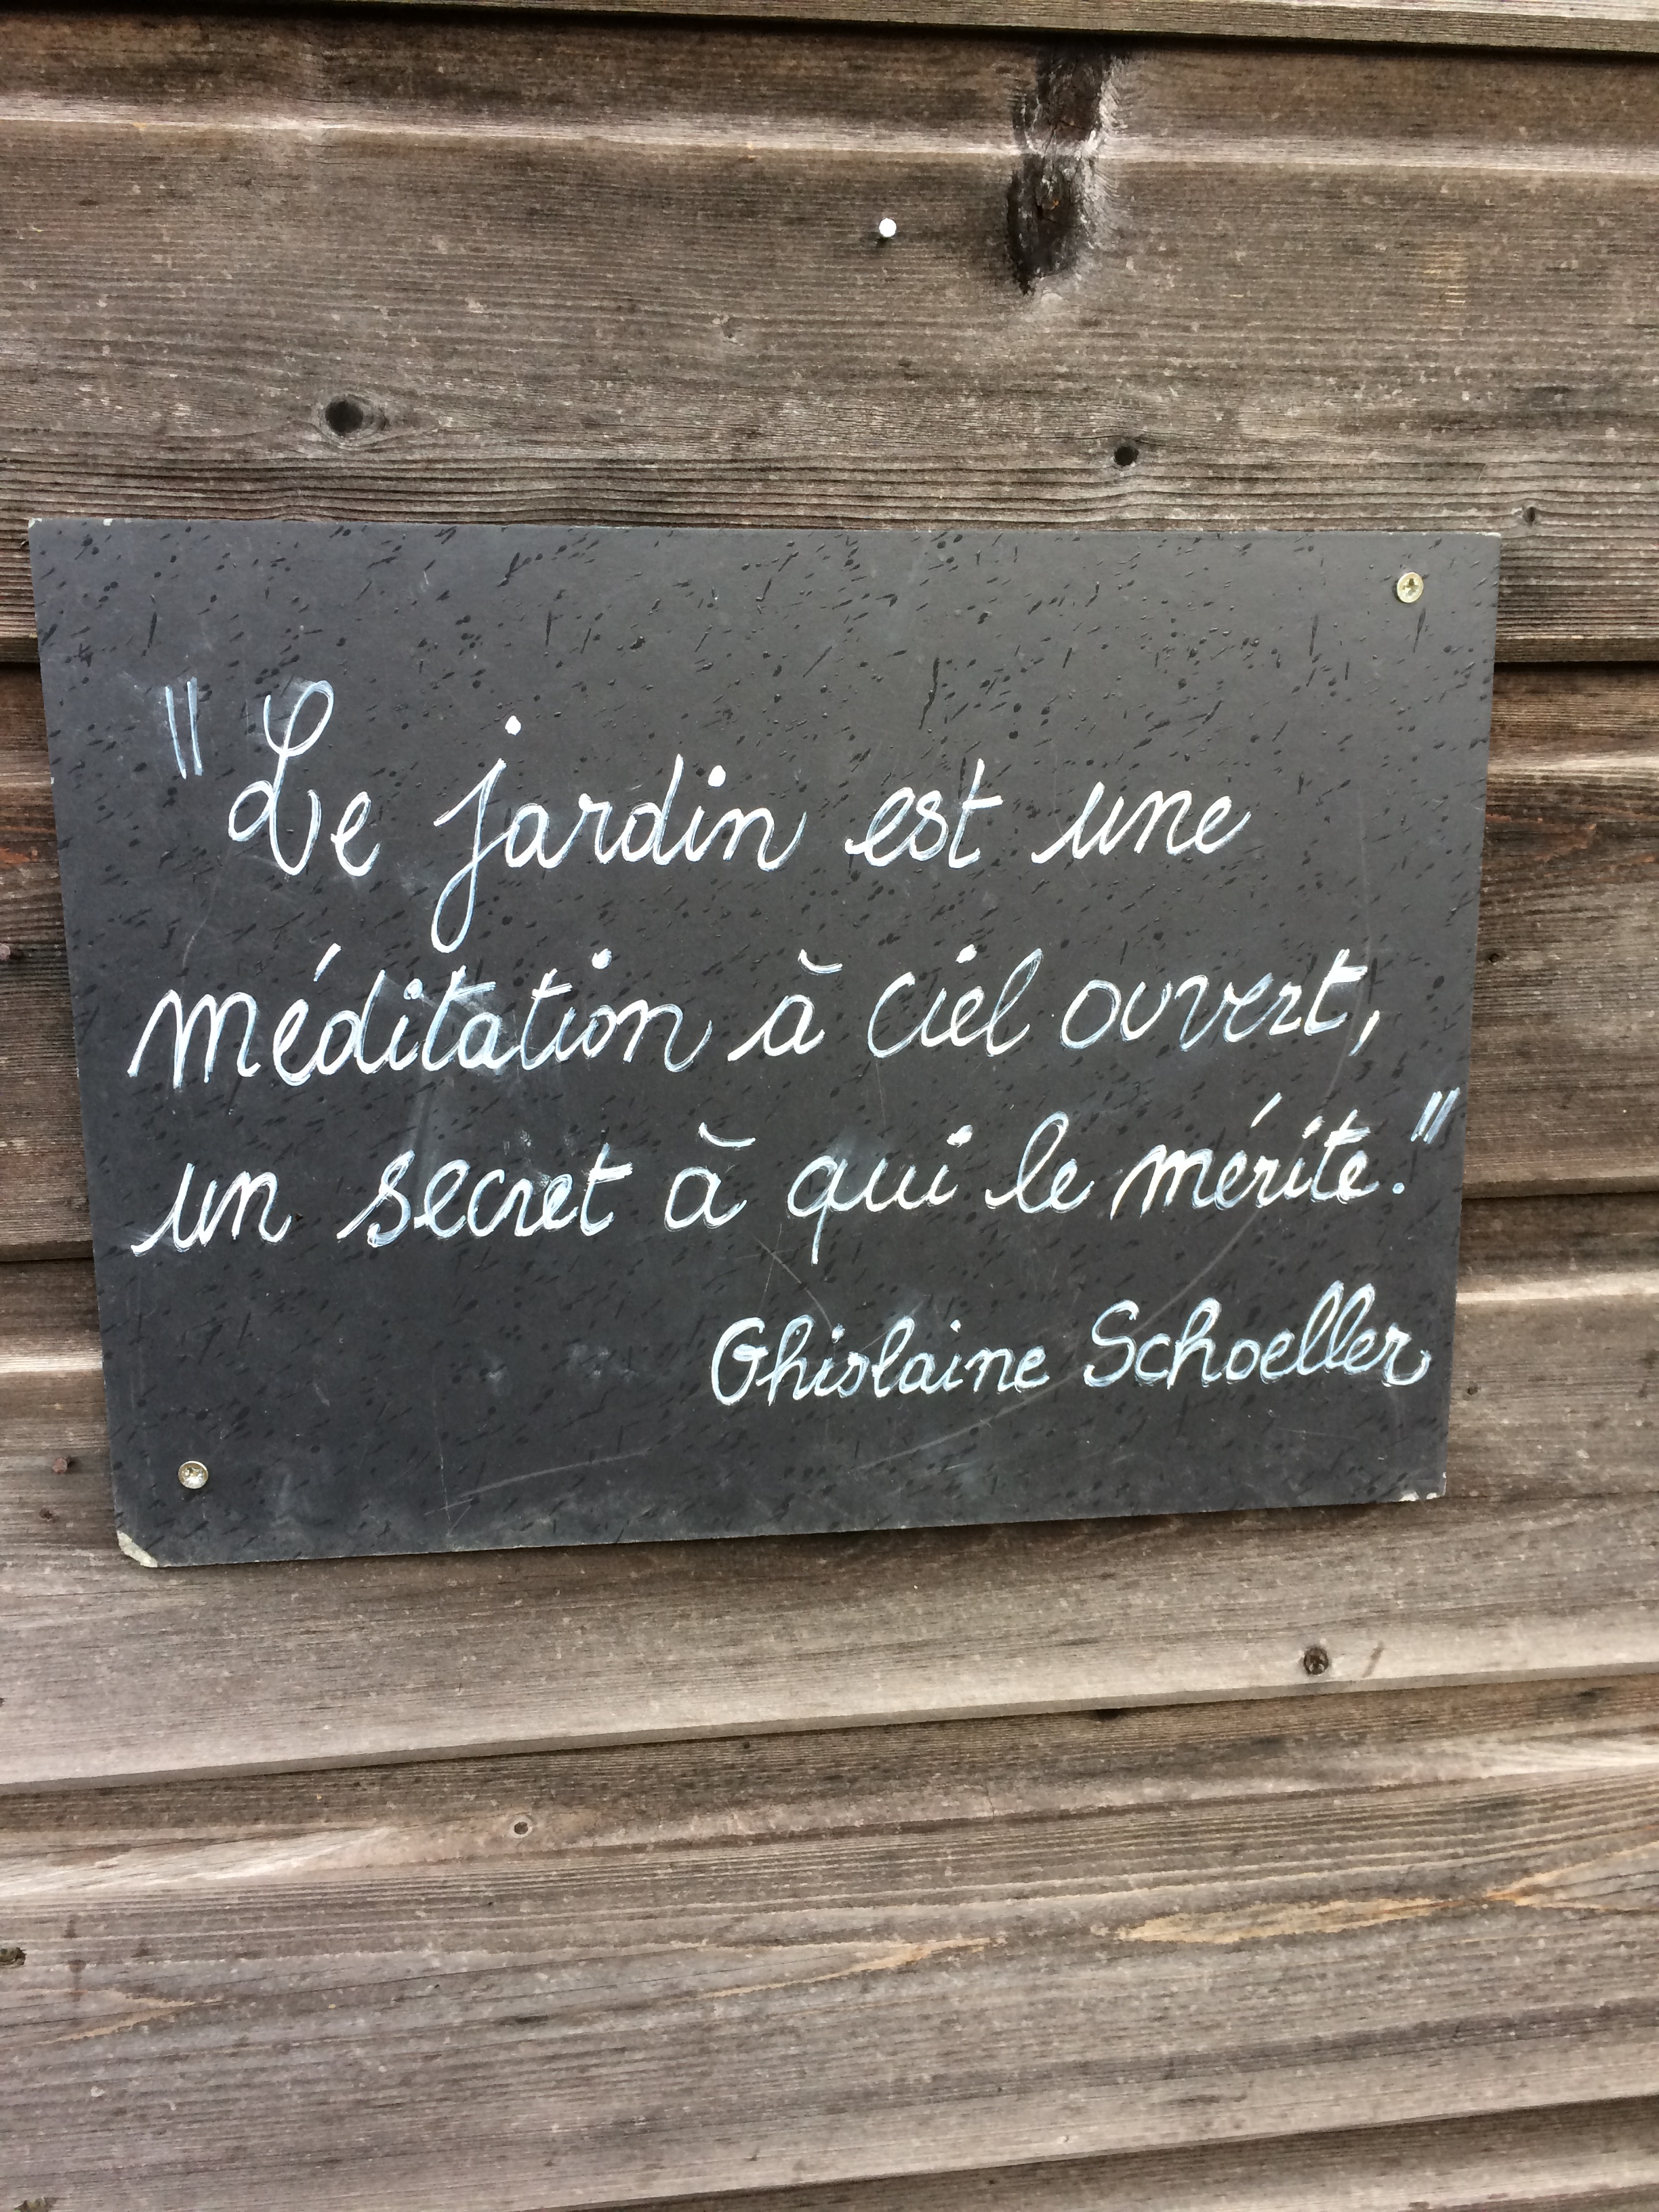 "Le jardin est une
méditation à ciel ouvert,
un secret à qui le mérite."
Ghislaine Schoeller